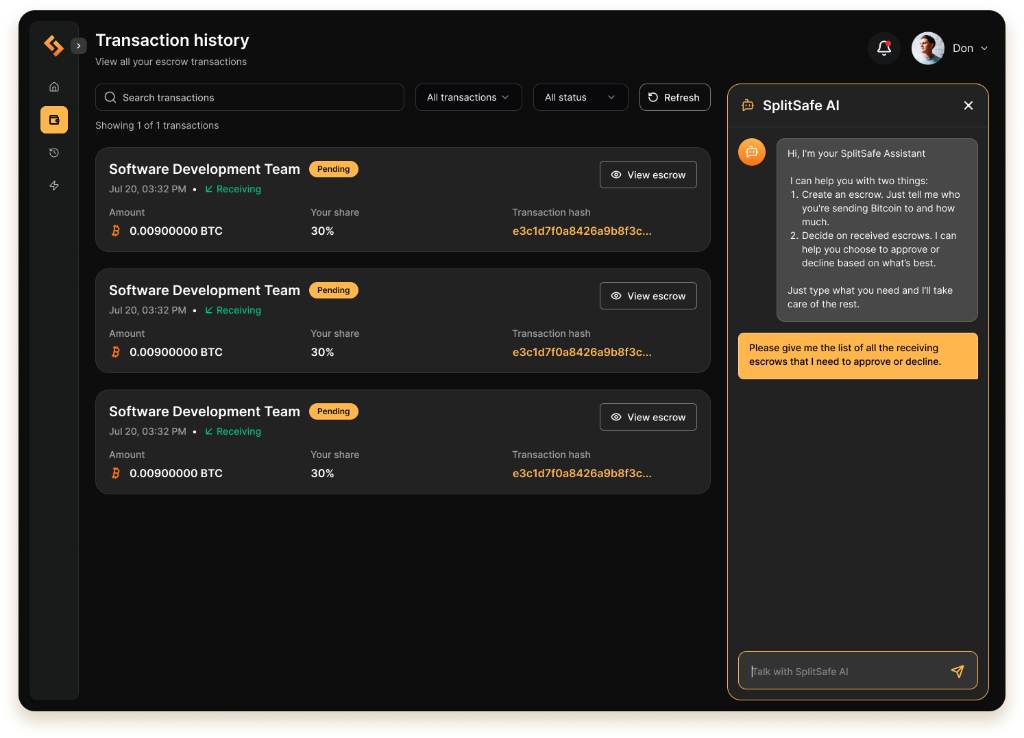 Transaction history
View all your escrow transactions
Don
Search transactions
All transactions
All status
Refresh
Showing 1 of 1 transactions
Software Development Team
Pending
View escrow
Jul 20, 03:32 PM • Receiving
Amount
Your share
Transaction hash
0.00900000 BTC
30%
e3c1d7f0a8426a9b8f3c...
Software Development Team
Pending
View escrow
Jul 20, 03:32 PM • Receiving
Amount
Your share
Transaction hash
0.00900000 BTC
30%
e3c1d7f0a8426a9b8f3c...
Software Development Team
Pending
View escrow
Jul 20, 03:32 PM • Receiving
Amount
Your share
Transaction hash
0.00900000 BTC
30%
e3c1d7f0a8426a9b8f3c...
SplitSafe AI
Hi, I'm your SplitSafe Assistant
I can help you with two things:
1. Create an escrow. Just tell me who
you're sending Bitcoin to and how
much.
2. Decide on received escrows. I can
help you choose to approve or
decline based on what's best.
Just type what you need and I'll take
care of the rest.
Please give me the list of all the receiving
escrows that I need to approve or decline.
Talk with SplitSafe AI